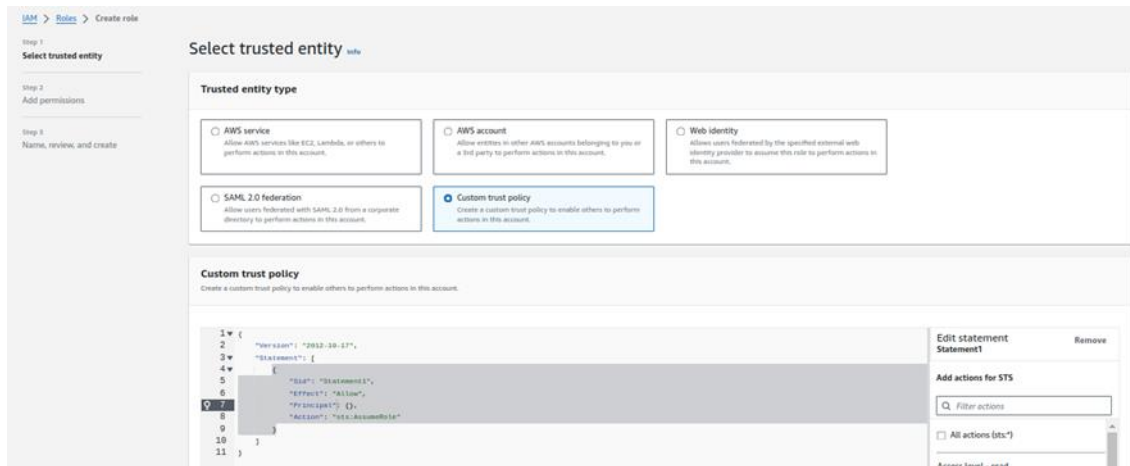 IAM > Roles > Create role
Step 1
Select trusted entity
Step 2
Add permissions
Step 3
Name, review, and create
Select trusted entity Info
Trusted entity type
AWS service
Allow AWS services like EC2, Lambda, or others to
perform actions in this account.
AWS account
Allow entities in other AWS accounts belonging to you or
a 3rd party to perform actions in this account.
Web identity
Allows users federated by the specified external web
identity provider to assume this role to perform actions in
this account.
SAML 2.0 federation
Allow users federated with SAML 2.0 from a corporate
directory to perform actions in this account.
Custom trust policy
Create a custom trust policy to enable others to perform
actions in this account.
Custom trust policy
Create a custom trust policy to enable others to perform actions in this account.
1 {
2 "Version": "2012-10-17",
3 "Statement": [
4 {
5 "Sid": "Statement1",
6 "Effect": "Allow",
7 "Principal": {},
8 "Action": "sts:AssumeRole"
9 }
10 ]
11 }
Edit statement Remove
Statement1
Add actions for STS
Filter actions
All actions (sts:*)
Access level - read